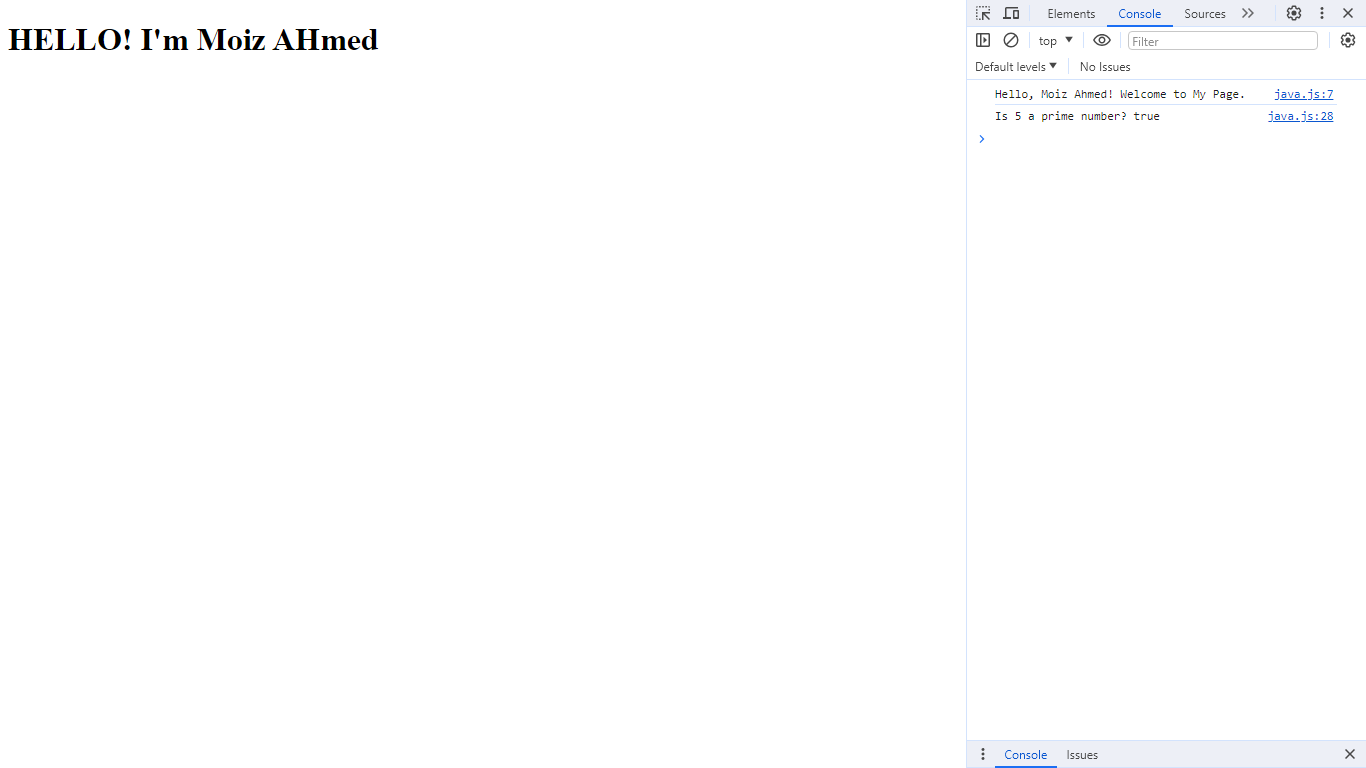 HELLO! I'm Moiz AHmed
Elements Console Sources
top Filter
Default levels No Issues
Hello, Moiz Ahmed! Welcome to My Page. java.js:7
Is 5 a prime number? true java.js:28
Console Issues